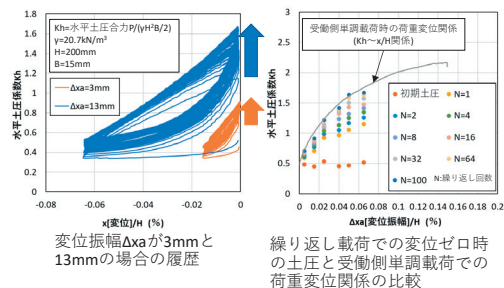 Kh=水平土圧合力P/(γH²B/2)
γ=20.7kN/m³
H=200mm
B=15mm
Δxa=3mm
Δxa=13mm
水平土圧係数Kh
1.8
1.6
1.4
1.2
1
0.8
0.6
0.4
0.2
0
-0.08
-0.06
-0.04
-0.02
0
x[変位]/H (%)
変位振幅Δxaが3mmと
13mmの場合の履歴
受働側単調載荷時の荷重変位関係
(Kh～x/H関係)
初期土圧
N=1
N=2
N=4
N=8
N=16
N=32
N=64
N=100
N:繰り返し回数
水平土圧係数Kh
3
2.5
2
1.5
1
0.5
0
0
0.02
0.04
0.06
0.08
0.1
0.12
0.14
0.16
0.18
0.2
Δxa[変位振幅]/H (%)
繰り返し載荷での変位ゼロ時
の土圧と受働側単調載荷での
荷重変位関係の比較